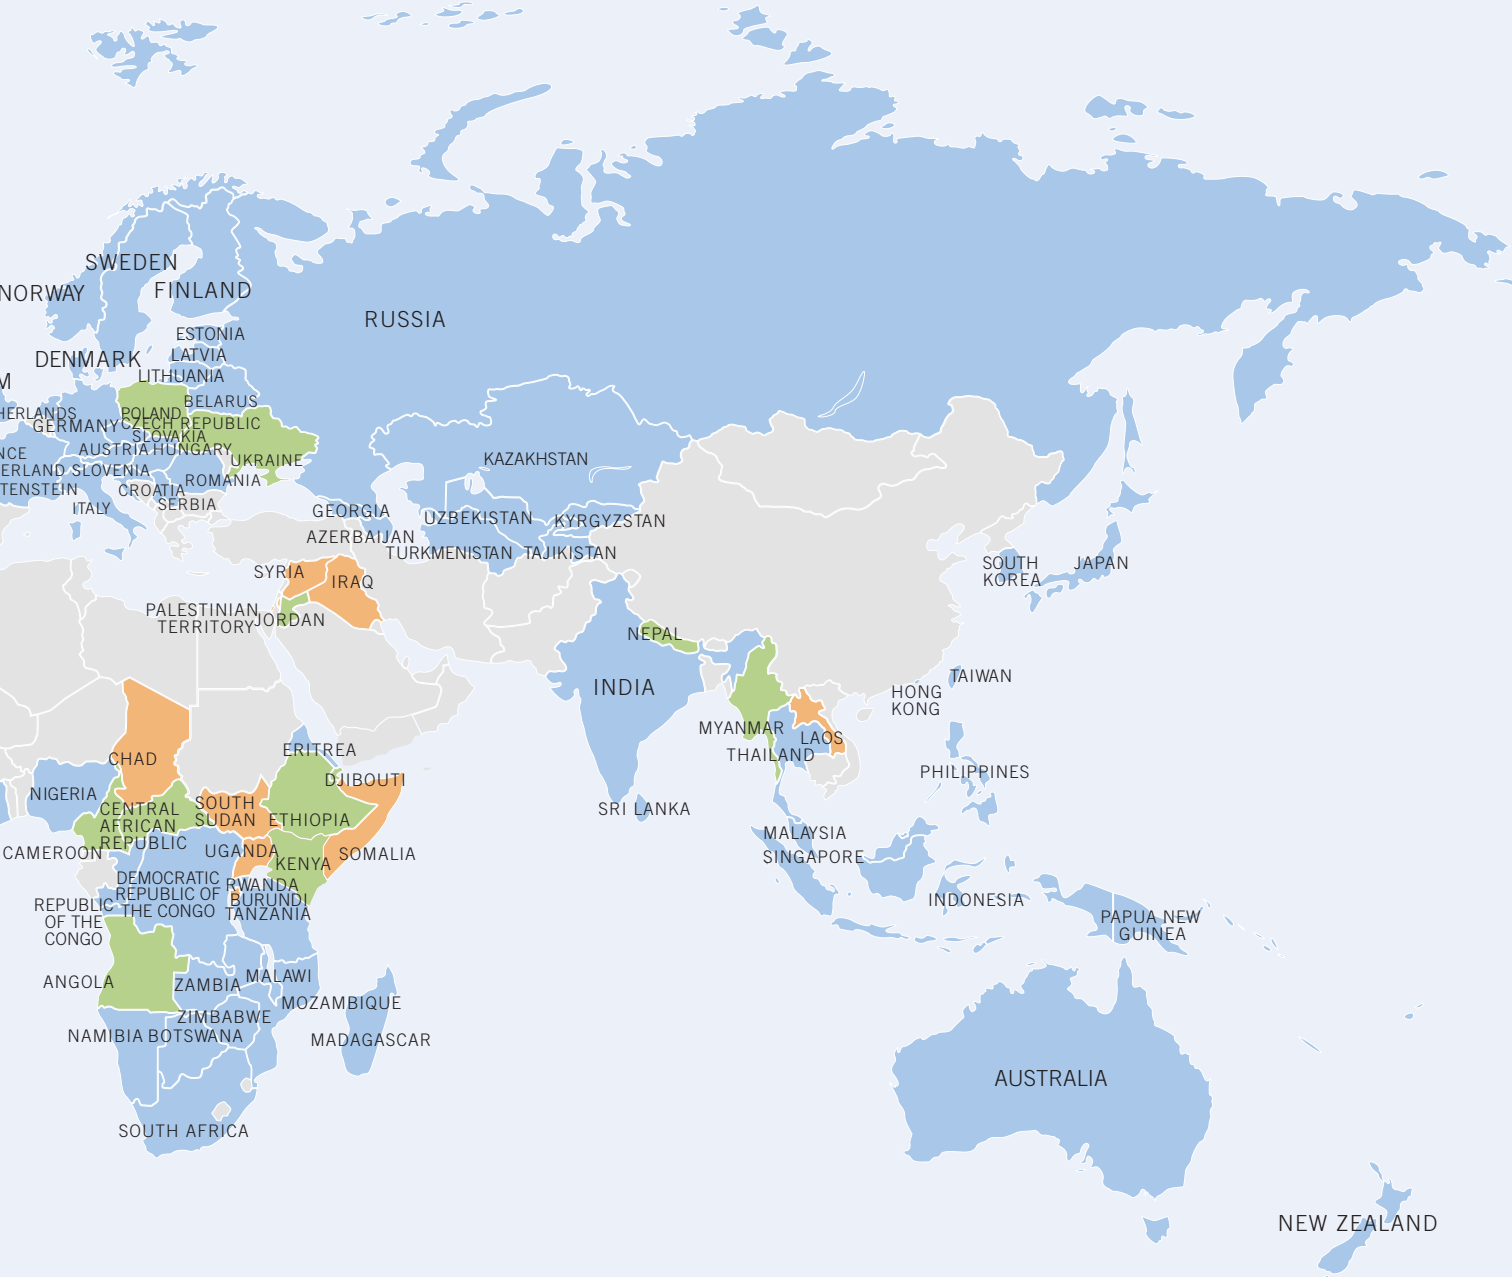 SWEDEN
NORWAY
FINLAND
RUSSIA
ESTONIA
DENMARK
LATVIA
M
LITHUANIA
BELARUS
HERLANDS
POLAND
GERMANY
CZECH REPUBLIC
SLOVAKIA
NCE
AUSTRIA
HUNGARY
UKRAINE
KAZAKHSTAN
ERLAND
SLOVENIA
ROMANIA
TENSTEIN
CROATIA
ITALY
SERBIA
GEORGIA
UZBEKISTAN
KYRGYZSTAN
AZERBAIJAN
TURKMENISTAN
TAJIKISTAN
SOUTH
KOREA
JAPAN
SYRIA
IRAQ
PALESTINIAN
TERRITORY
JORDAN
NEPAL
INDIA
TAIWAN
HONG
KONG
MYANMAR
LAOS
THAILAND
ERITREA
CHAD
DJIBOUTI
PHILIPPINES
NIGERIA
SOUTH
SUDAN
ETHIOPIA
CENTRAL
AFRICAN
REPUBLIC
SRI LANKA
MALAYSIA
CAMEROON
UGANDA
KENYA
SOMALIA
SINGAPORE
DEMOCRATIC
REPUBLIC OF
THE CONGO
RWANDA
BURUNDI
TANZANIA
INDONESIA
REPUBLIC
OF THE
CONGO
PAPUA NEW
GUINEA
ANGOLA
ZAMBIA
MALAWI
MOZAMBIQUE
ZIMBABWE
NAMIBIA
BOTSWANA
MADAGASCAR
AUSTRALIA
SOUTH AFRICA
NEW ZEALAND